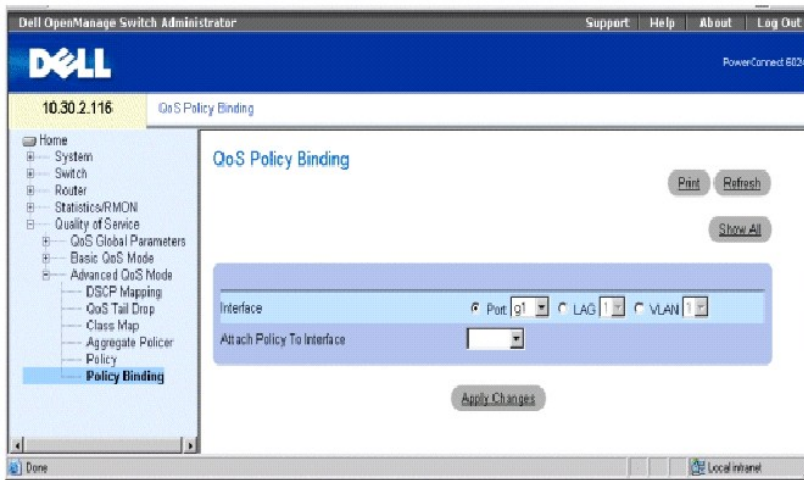 Dell OpenManage Switch Administrator Support Help About Log Out
DELL
PowerConnect 6024
10.30.2.116 QoS Policy Binding
Home
System
Switch
Router
Statistics/RMON
Quality of Service
QoS Global Parameters
Basic QoS Mode
Advanced QoS Mode
DSCP Mapping
QoS Tail Drop
Class Map
Aggregate Policer
Policy
Policy Binding
QoS Policy Binding
Print Refresh
Show All
Interface Port g1 LAG 1 VLAN 1
Attach Policy To Interface
Apply Changes
Done Local intranet